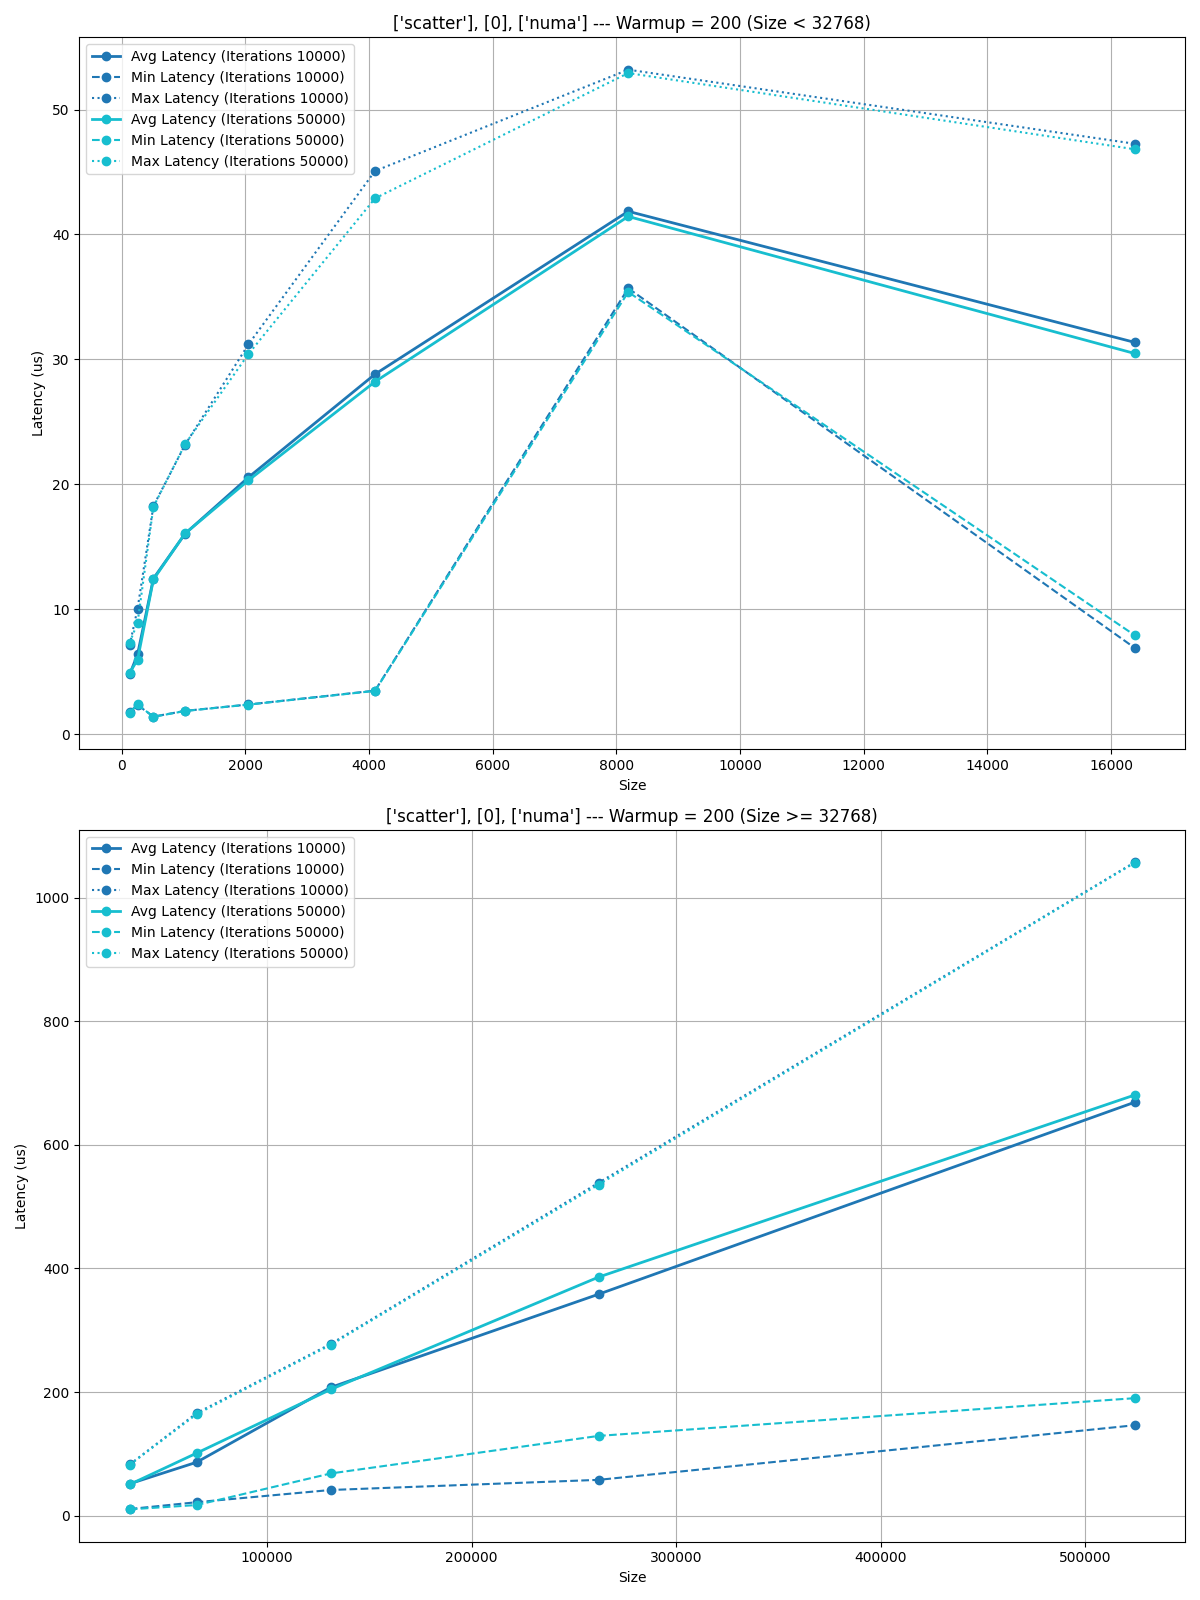 ['scatter'], [0], ['numa'] --- Warmup = 200 (Size < 32768)
Avg Latency (Iterations 10000)
Min Latency (Iterations 10000)
Max Latency (Iterations 10000)
Avg Latency (Iterations 50000)
Min Latency (Iterations 50000)
Max Latency (Iterations 50000)
50
40
30
20
10
0
Latency (us)
0 2000 4000 6000 8000 10000 12000 14000 16000
Size
['scatter'], [0], ['numa'] --- Warmup = 200 (Size >= 32768)
Avg Latency (Iterations 10000)
Min Latency (Iterations 10000)
Max Latency (Iterations 10000)
Avg Latency (Iterations 50000)
Min Latency (Iterations 50000)
Max Latency (Iterations 50000)
1000
800
600
400
200
0
Latency (us)
100000 200000 300000 400000 500000
Size